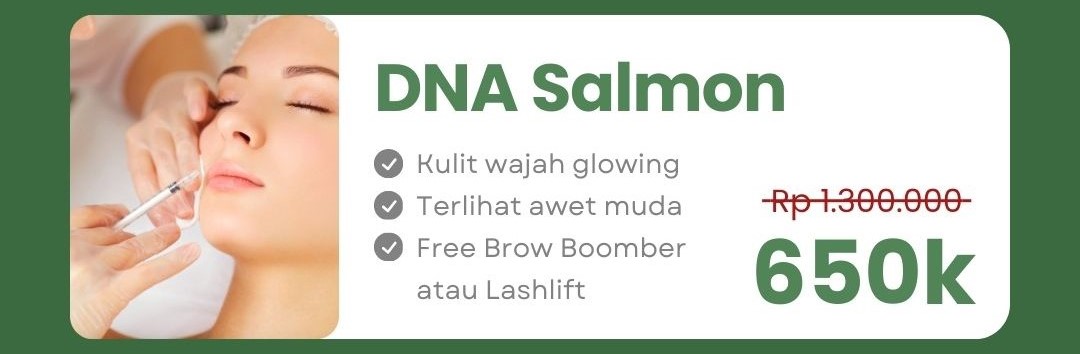 DNA Salmon
Kulit wajah glowing
Terlihat awet muda
Free Brow Boomber
atau Lashlift
Rp 1.300.000
650k